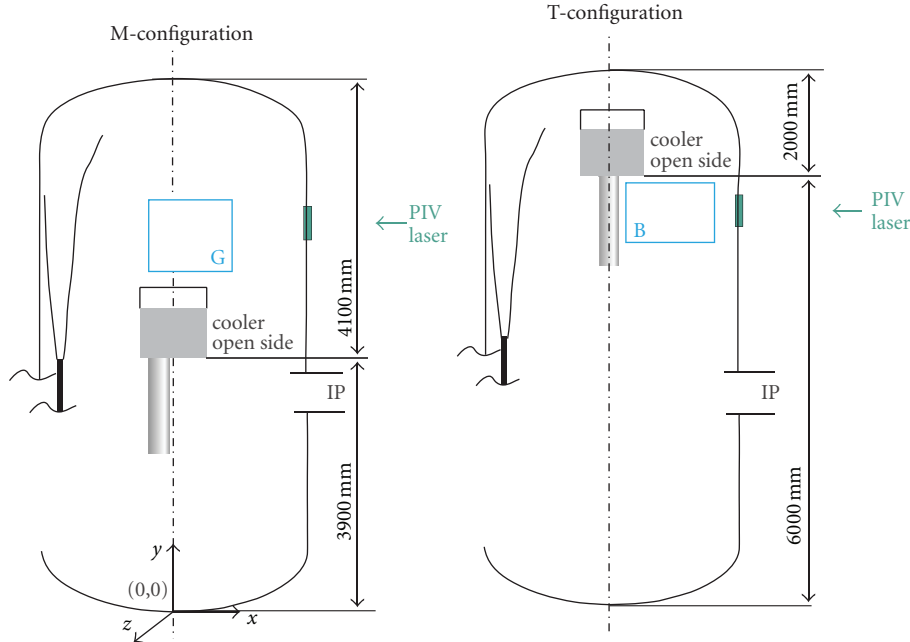 M-configuration
T-configuration
cooler
open side
PIV
laser
G
4100 mm
cooler
open side
IP
3900 mm
y
(0,0)
z
x
2000 mm
PIV
laser
B
IP
6000 mm